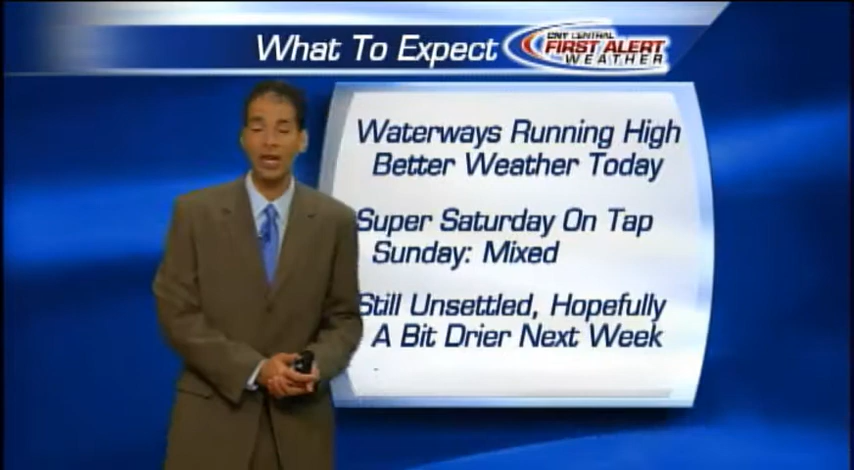 What To Expect
CNY CENTRAL
FIRST ALERT
WEATHER
Waterways Running High
Better Weather Today
Super Saturday On Tap
Sunday: Mixed
Still Unsettled, Hopefully
A Bit Drier Next Week